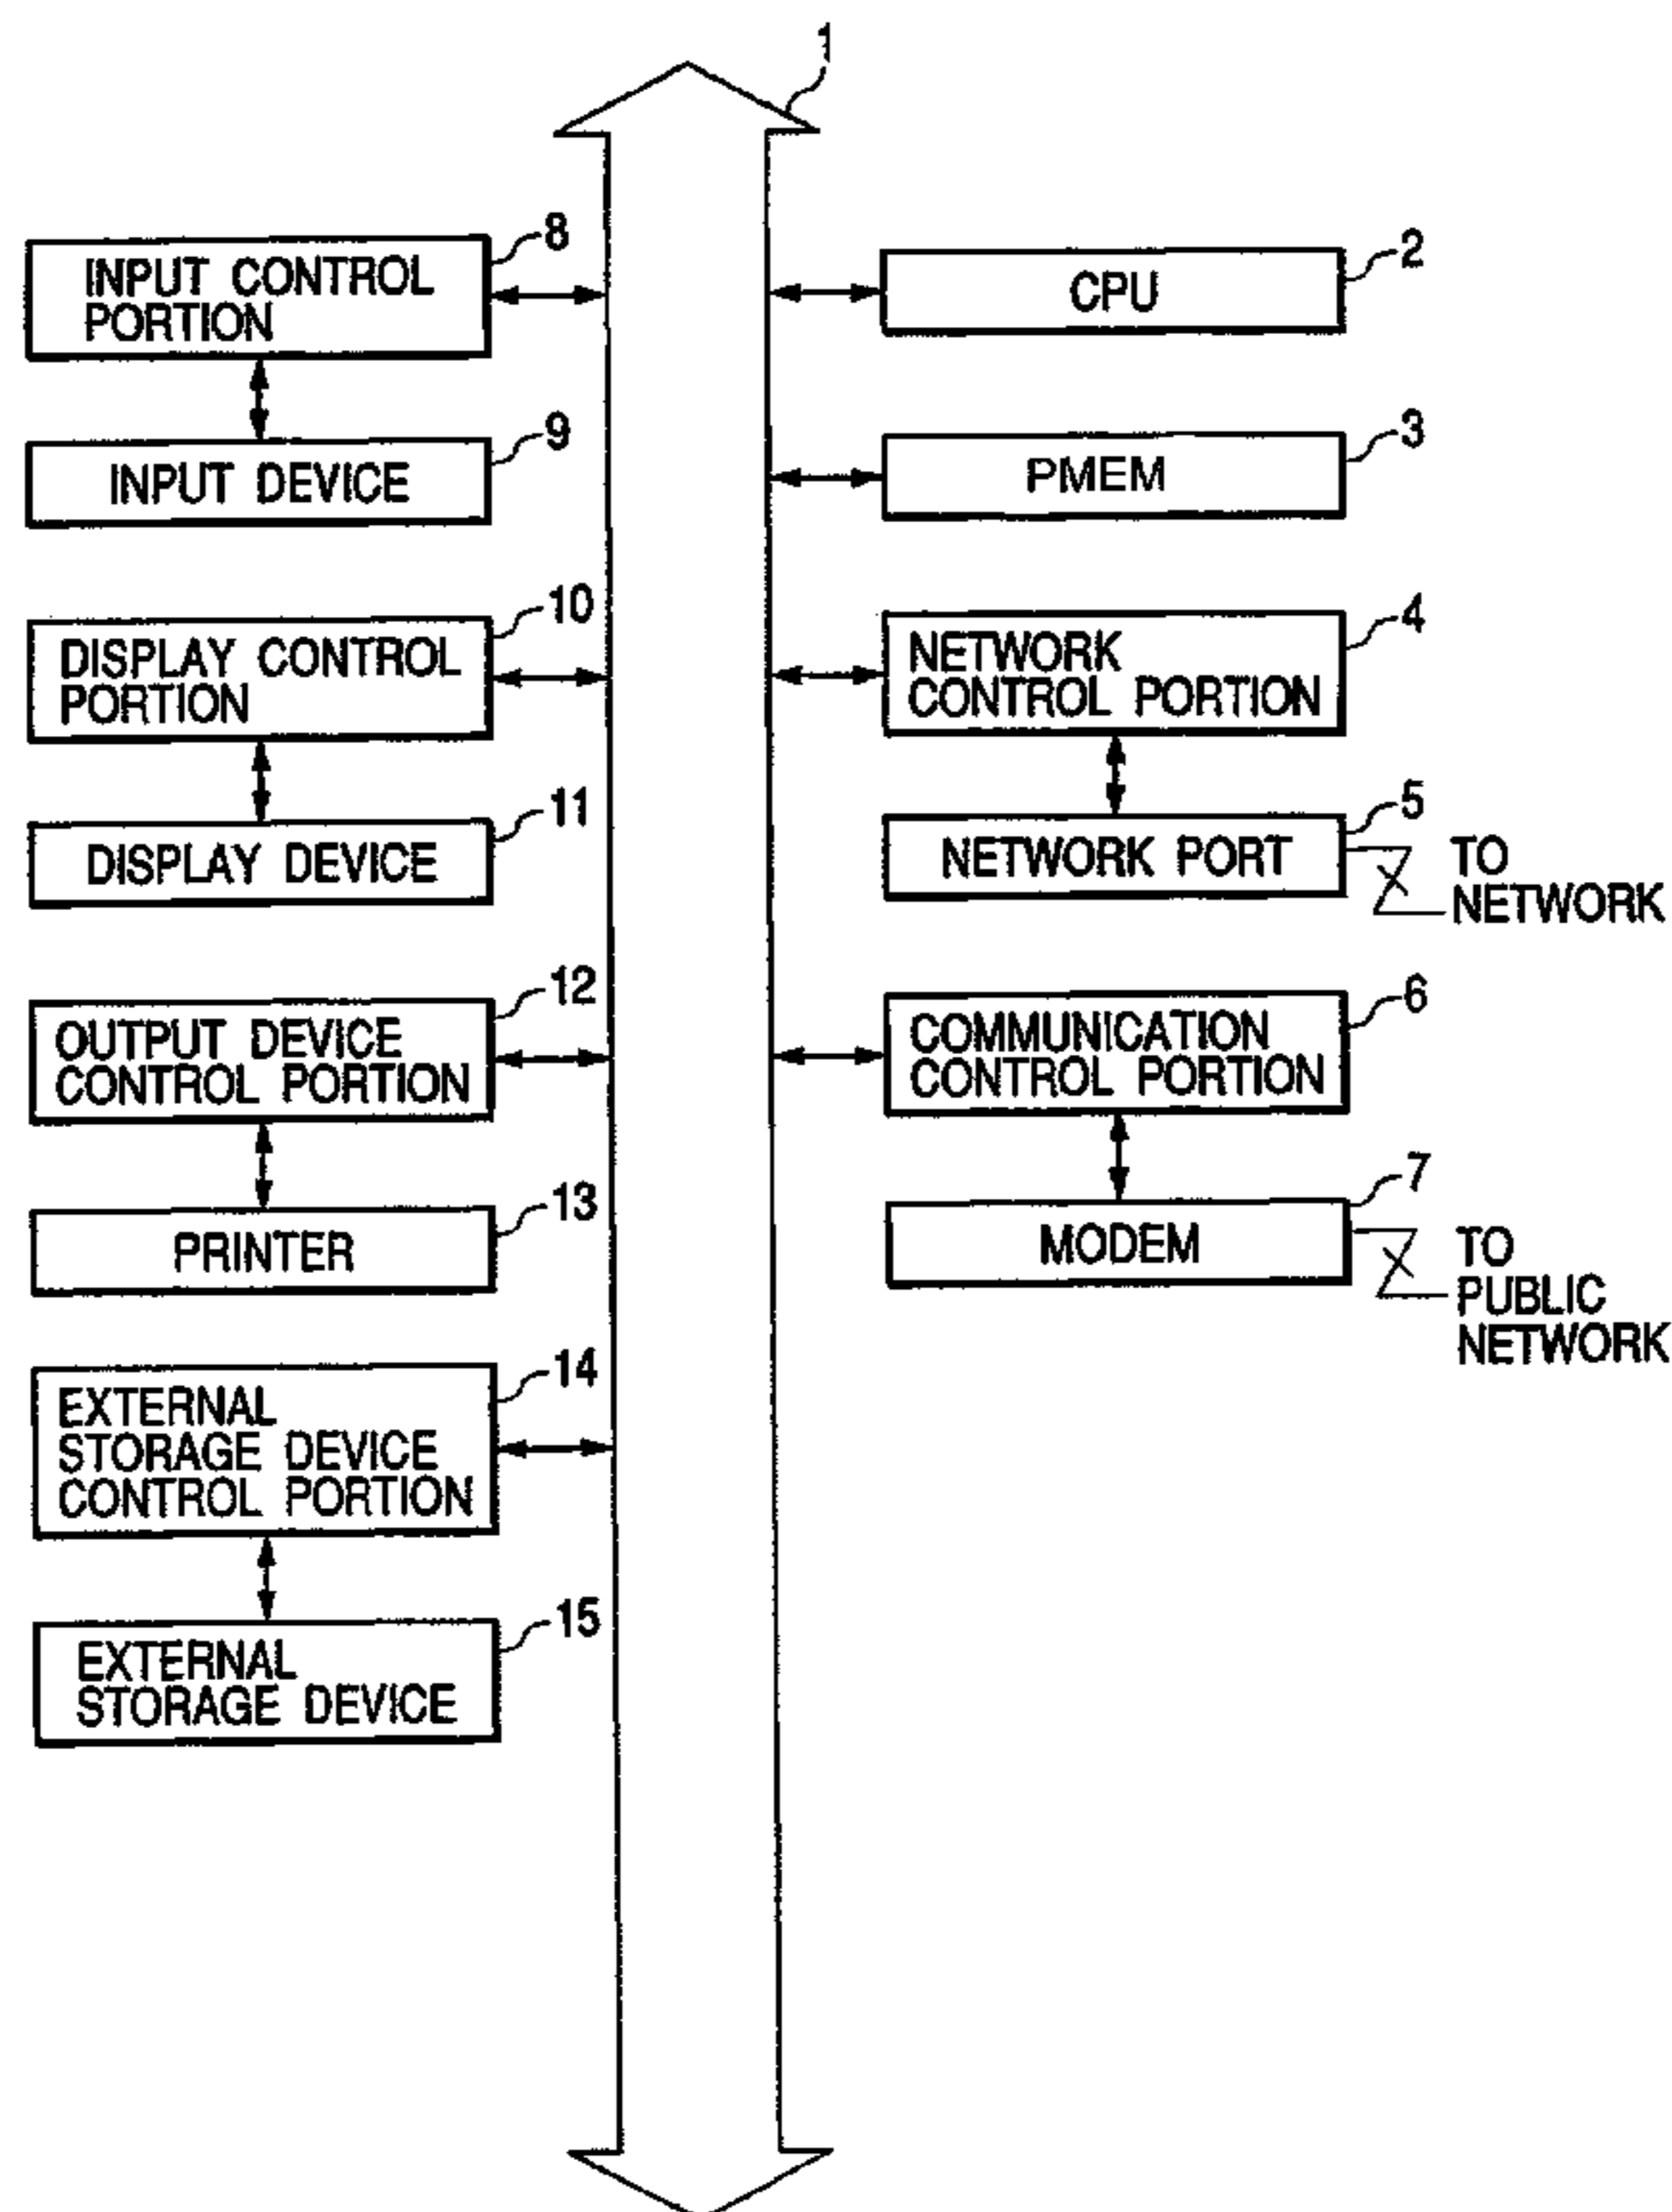 1
8
INPUT CONTROL
PORTION
9
INPUT DEVICE
10
DISPLAY CONTROL
PORTION
11
DISPLAY DEVICE
12
OUTPUT DEVICE
CONTROL PORTION
13
PRINTER
14
EXTERNAL
STORAGE DEVICE
CONTROL PORTION
15
EXTERNAL
STORAGE DEVICE
2
CPU
3
PMEM
4
NETWORK
CONTROL PORTION
5
NETWORK PORT
TO
NETWORK
6
COMMUNICATION
CONTROL PORTION
7
MODEM
TO
PUBLIC
NETWORK